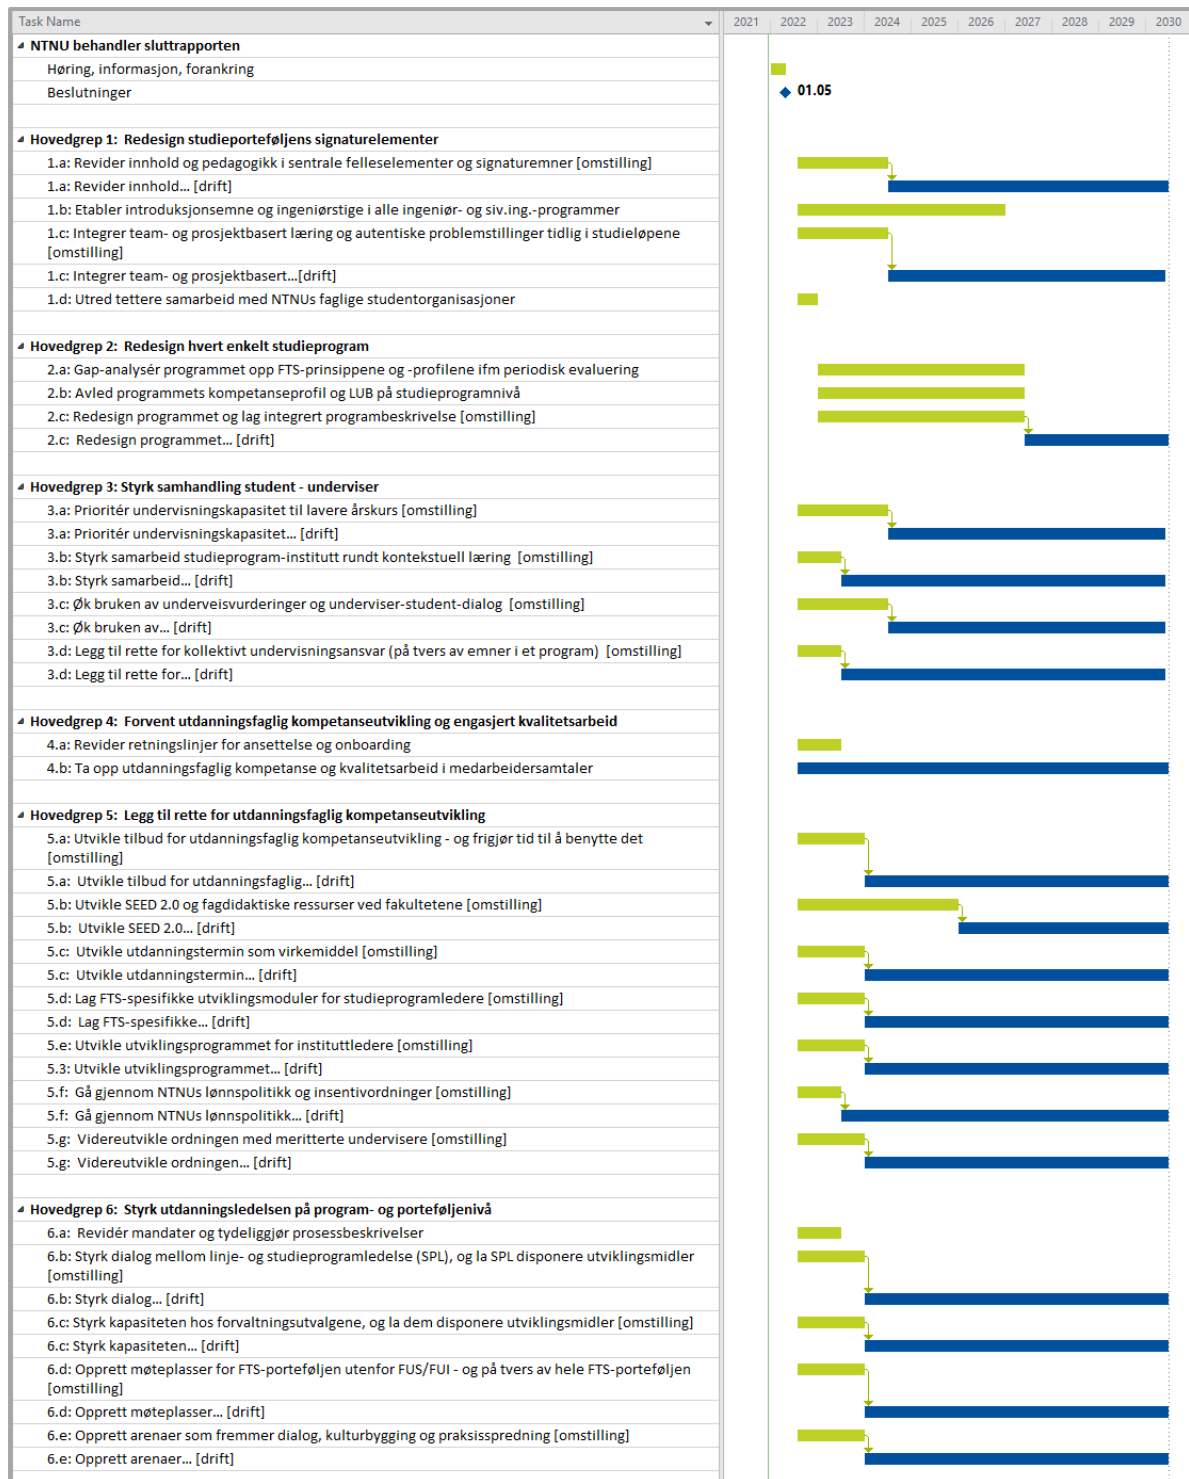 Task Name
2021 2022 2023 2024 2025 2026 2027 2028 2029 2030
NTNU behandler sluttrapporten
Høring, informasjon, forankring
Beslutninger
01.05
Hovedgrep 1: Redesign studieporteføljens signaturelementer
1.a: Revider innhold og pedagogikk i sentrale felleselementer og signaturemner [omstilling]
1.a: Revider innhold... [drift]
1.b: Etabler introduksjonsemne og ingeniørstige i alle ingeniør- og siv.ing.-programmer
1.c: Integrer team- og prosjektbasert læring og autentiske problemstillinger tidlig i studieløpene
[omstilling]
1.c: Integrer team- og prosjektbasert...[drift]
1.d: Utred tettere samarbeid med NTNUs faglige studentorganisasjoner
Hovedgrep 2: Redesign hvert enkelt studieprogram
2.a: Gap-analysér programmet opp FTS-prinsippene og -profilene ifm periodisk evaluering
2.b: Avled programmets kompetanseprofil og LUB på studieprogramnivå
2.c: Redesign programmet og lag integrert programbeskrivelse [omstilling]
2.c: Redesign programmet... [drift]
Hovedgrep 3: Styrk samhandling student - underviser
3.a: Prioritér undervisningskapasitet til lavere årskurs [omstilling]
3.a: Prioritér undervisningskapasitet... [drift]
3.b: Styrk samarbeid studieprogram-institutt rundt kontekstuell læring [omstilling]
3.b: Styrk samarbeid... [drift]
3.c: Øk bruken av underveisvurderinger og underviser-student-dialog [omstilling]
3.c: Øk bruken av... [drift]
3.d: Legg til rette for kollektivt undervisningsansvar (på tvers av emner i et program) [omstilling]
3.d: Legg til rette for... [drift]
Hovedgrep 4: Forvent utdanningsfaglig kompetanseutvikling og engasjert kvalitetsarbeid
4.a: Revider retningslinjer for ansettelse og onboarding
4.b: Ta opp utdanningsfaglig kompetanse og kvalitetsarbeid i medarbeidersamtaler
Hovedgrep 5: Legg til rette for utdanningsfaglig kompetanseutvikling
5.a: Utvikle tilbud for utdanningsfaglig kompetanseutvikling - og frigjør tid til å benytte det
[omstilling]
5.a: Utvikle tilbud for utdanningsfaglig... [drift]
5.b: Utvikle SEED 2.0 og fagdidaktiske ressurser ved fakultetene [omstilling]
5.b: Utvikle SEED 2.0... [drift]
5.c: Utvikle utdanningstermin som virkemiddel [omstilling]
5.c: Utvikle utdanningstermin... [drift]
5.d: Lag FTS-spesifikke utviklingsmoduler for studieprogramledere [omstilling]
5.d: Lag FTS-spesifikke... [drift]
5.e: Utvikle utviklingsprogrammet for instituttledere [omstilling]
5.3: Utvikle utviklingsprogrammet... [drift]
5.f: Gå gjennom NTNUs lønnspolitikk og insentivordninger [omstilling]
5.f: Gå gjennom NTNUs lønnspolitikk... [drift]
5.g: Videreutvikle ordningen med meritterte undervisere [omstilling]
5.g: Videreutvikle ordningen... [drift]
Hovedgrep 6: Styrk utdanningsledelsen på program- og porteføljenivå
6.a: Revidér mandater og tydeliggjør prosessbeskrivelser
6.b: Styrk dialog mellom linje- og studieprogramledelse (SPL), og la SPL disponere utviklingsmidler
[omstilling]
6.b: Styrk dialog... [drift]
6.c: Styrk kapasiteten hos forvaltningsutvalgene, og la dem disponere utviklingsmidler [omstilling]
6.c: Styrk kapasiteten... [drift]
6.d: Opprett møteplasser for FTS-porteføljen utenfor FUS/FUI - og på tvers av hele FTS-porteføljen
[omstilling]
6.d: Opprett møteplasser... [drift]
6.e: Opprett arenaer som fremmer dialog, kulturbygging og praksisspredning [omstilling]
6.e: Opprett arenaer... [drift]